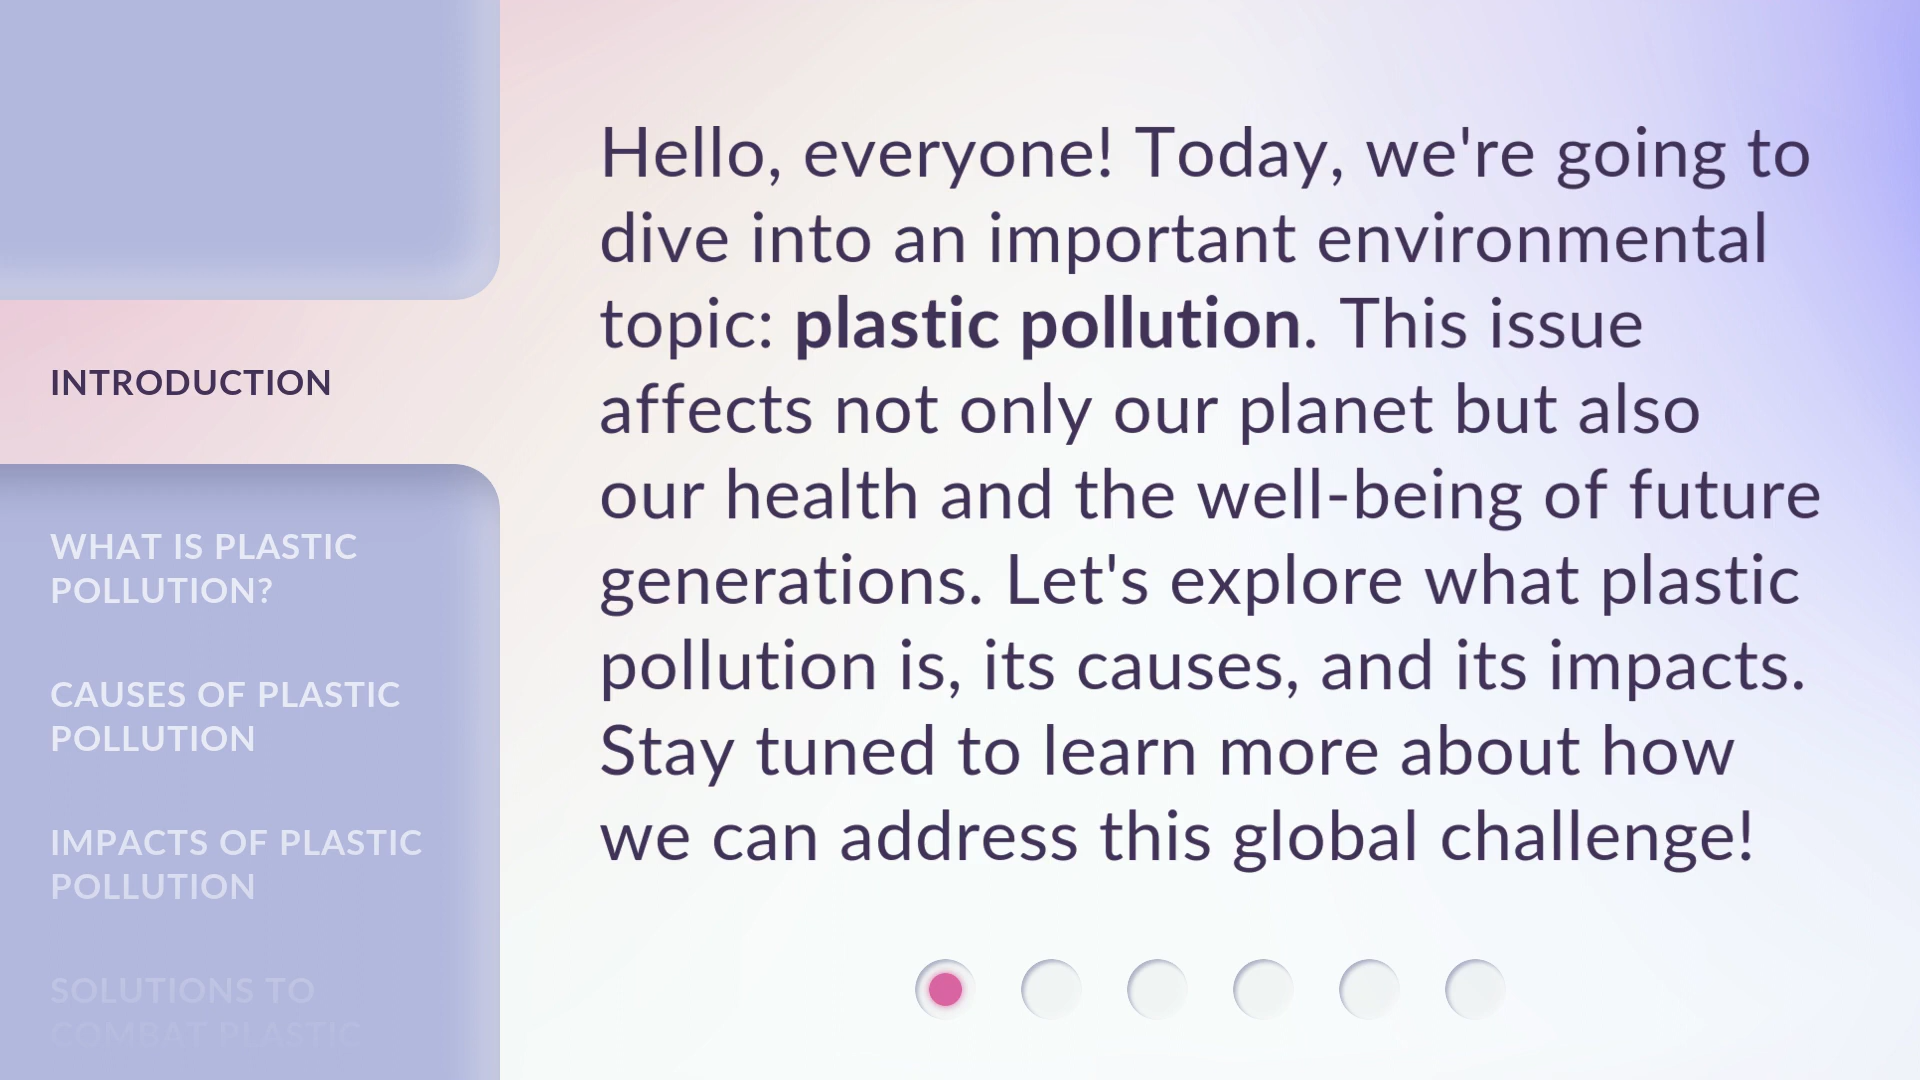 INTRODUCTION
WHAT IS PLASTIC
POLLUTION?
CAUSES OF PLASTIC
POLLUTION
IMPACTS OF PLASTIC
POLLUTION
SOLUTIONS TO
COMBAT PLASTIC
Hello, everyone! Today, we're going to
dive into an important environmental
topic: plastic pollution. This issue
affects not only our planet but also
our health and the well-being of future
generations. Let's explore what plastic
pollution is, its causes, and its impacts.
Stay tuned to learn more about how
we can address this global challenge!